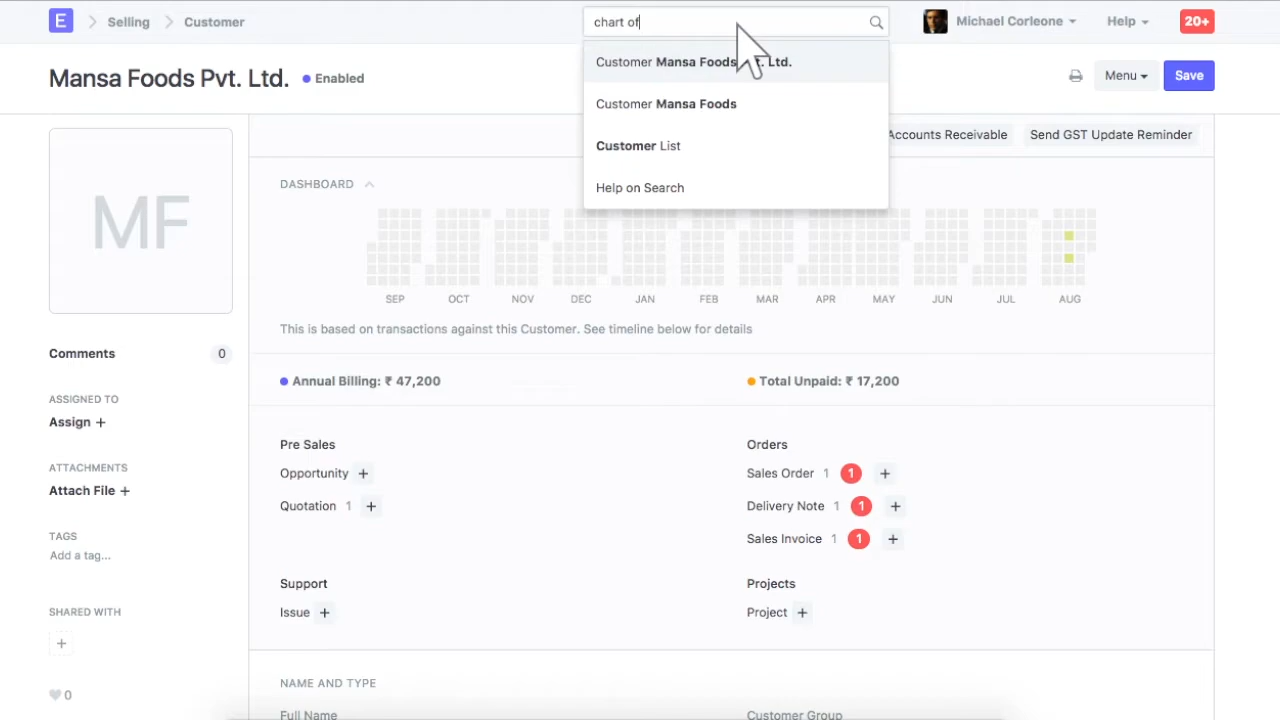 E Selling Customer chart of Michael Corleone Help 20+
Mansa Foods Pvt. Ltd. Enabled Menu Save
Customer Mansa Foods t. Ltd.
Customer Mansa Foods
Customer List
Help on Search
Accounts Receivable Send GST Update Reminder
MF
DASHBOARD
SEP OCT NOV DEC JAN FEB MAR APR MAY JUN JUL AUG
This is based on transactions against this Customer. See timeline below for details
Annual Billing: ₹ 47,200 Total Unpaid: ₹ 17,200
Comments 0
ASSIGNED TO
Assign +
ATTACHMENTS
Attach File +
TAGS
Add a tag...
SHARED WITH
+
0
Pre Sales
Opportunity +
Quotation 1 +
Orders
Sales Order 1 1 +
Delivery Note 1 1 +
Sales Invoice 1 1 +
Support
Issue +
Projects
Project +
NAME AND TYPE
Full Name Customer Group